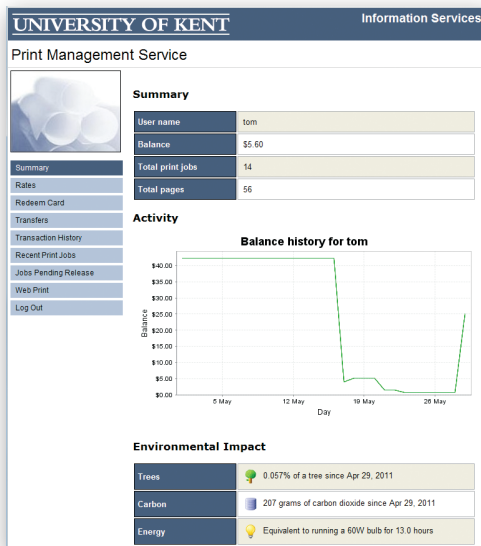 UNIVERSITY OF KENT
Information Services
Print Management Service
Summary
Rates
Redeem Card
Transfers
Transaction History
Recent Print Jobs
Jobs Pending Release
Web Print
Log Out
Summary
User name tom
Balance $5.60
Total print jobs 14
Total pages 56
Activity
Balance history for tom
$40.00
$35.00
$30.00
$25.00
$20.00
$15.00
$10.00
$5.00
$0.00
Balance
5 May 12 May 19 May 26 May
Day
Environmental Impact
Trees 0.057% of a tree since Apr 29, 2011
Carbon 207 grams of carbon dioxide since Apr 29, 2011
Energy Equivalent to running a 60W bulb for 13.0 hours